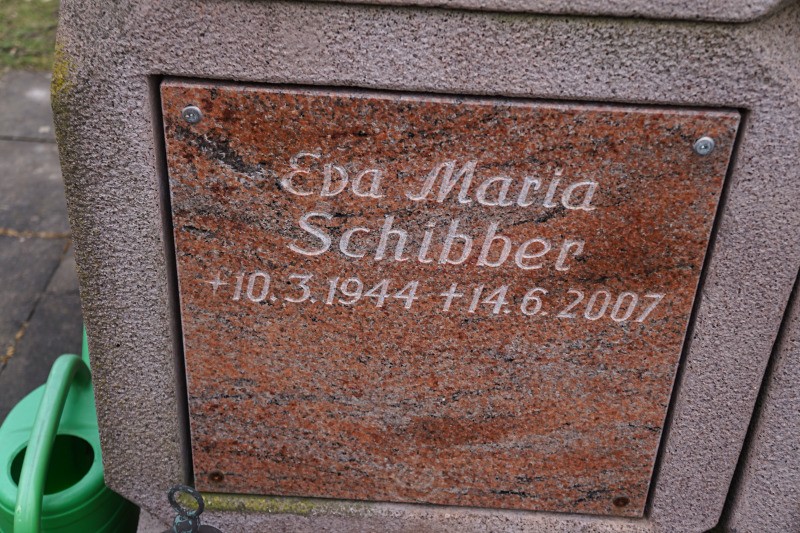 Eva Maria
Schibber
+10.3.1944 †14.6.2007